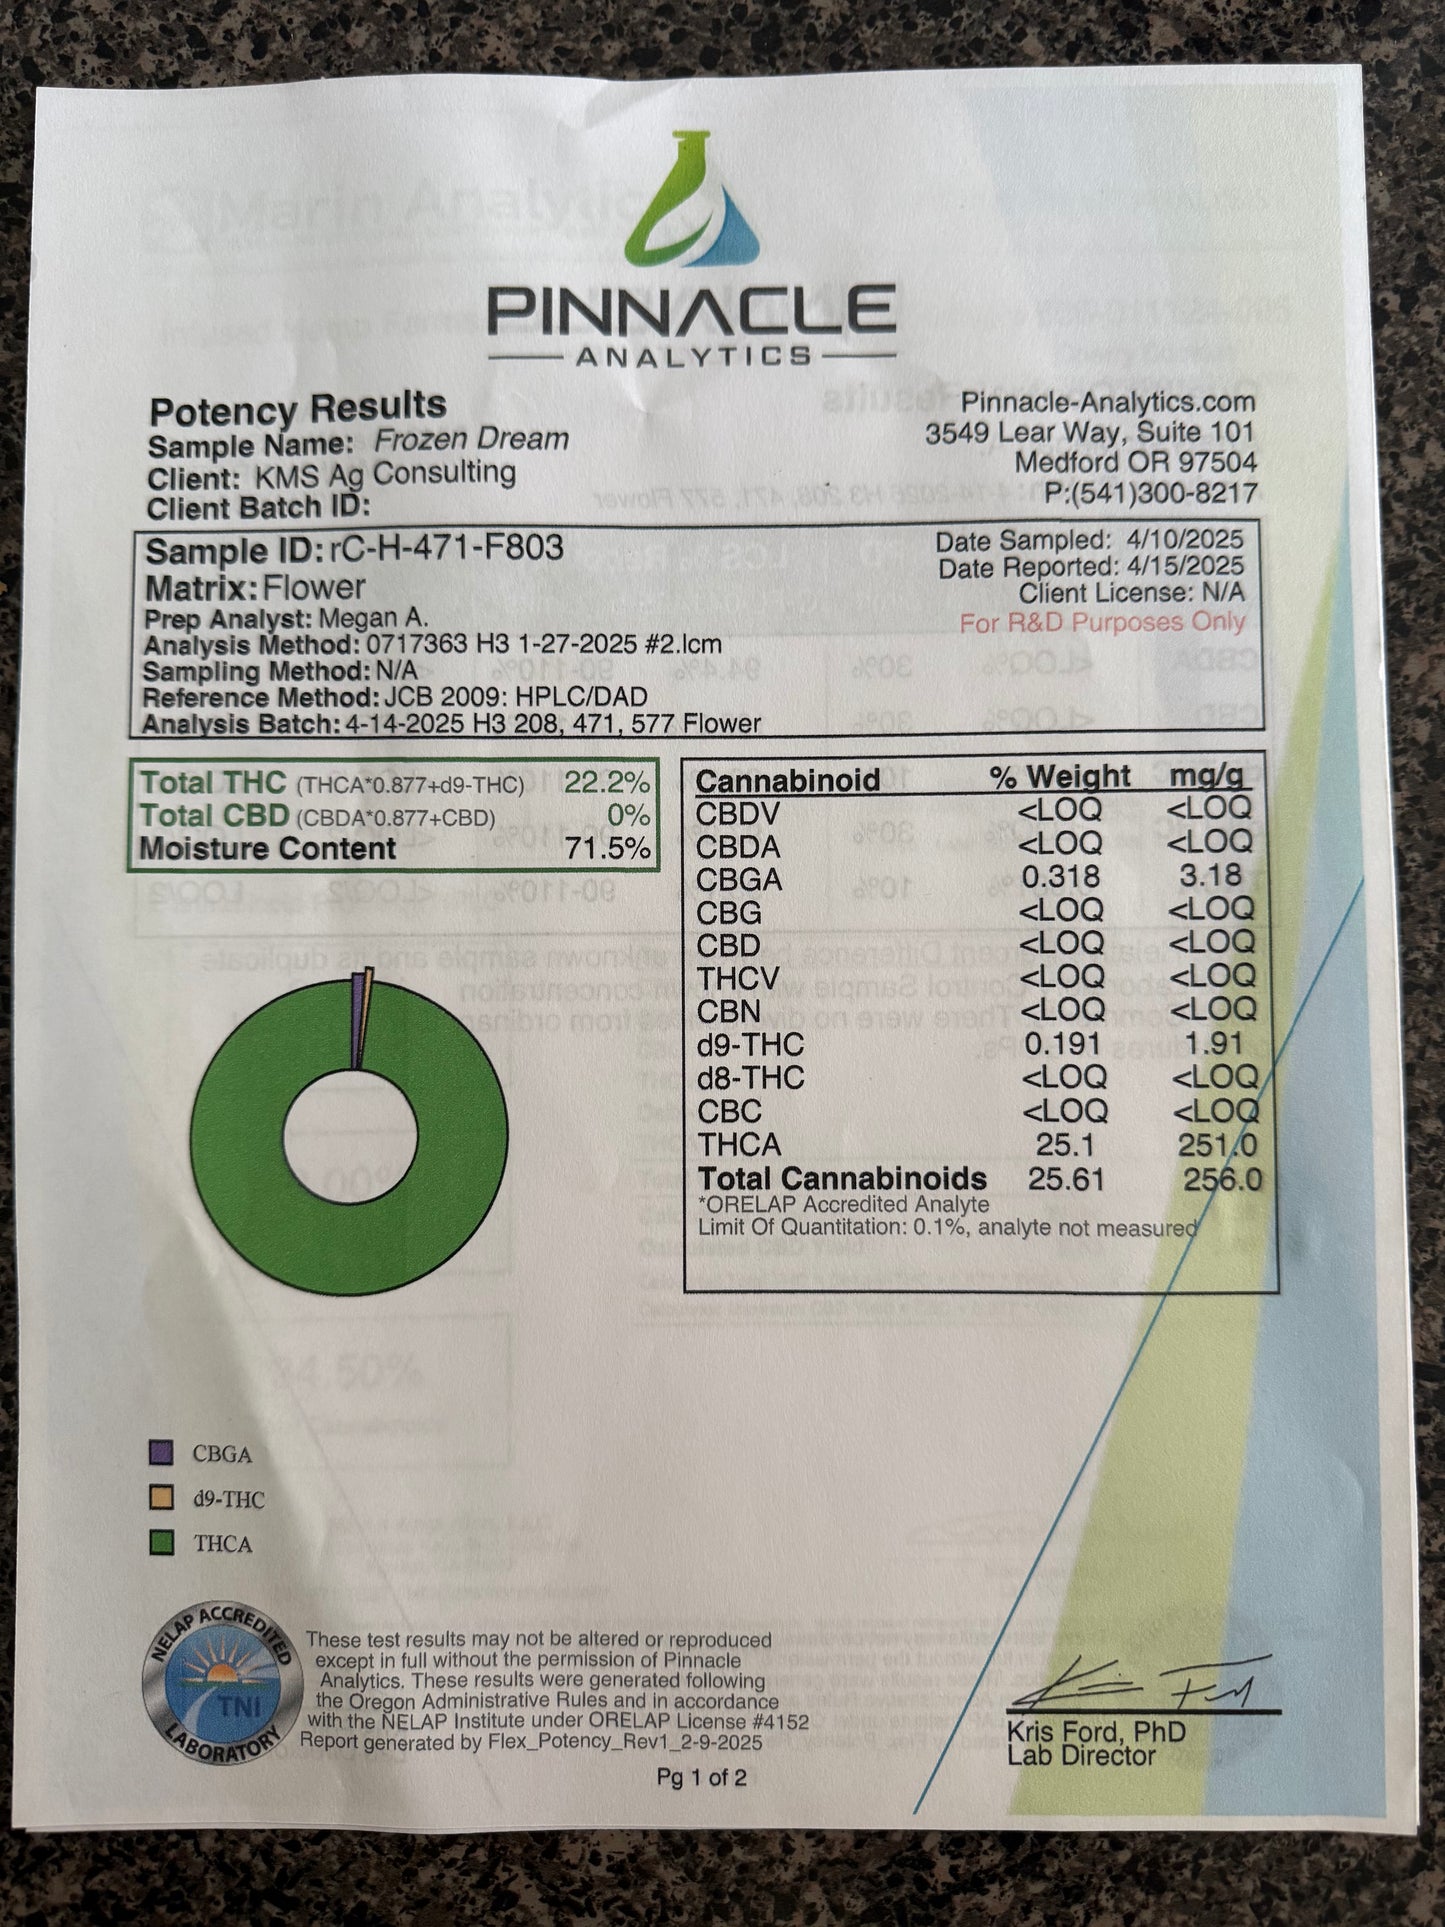 PINNACLE
ANALYTICS
Potency Results
Sample Name: Frozen Dream
Client: KMS Ag Consulting
Client Batch ID:
Pinnacle-Analytics.com
3549 Lear Way, Suite 101
Medford OR 97504
P:(541)300-8217
Sample ID: rC-H-471-F803
Matrix: Flower
Prep Analyst: Megan A.
Analysis Method: 0717363 H3 1-27-2025 #2.lcm
Sampling Method: N/A
Reference Method: JCB 2009: HPLC/DAD
Analysis Batch: 4-14-2025 H3 208, 471, 577 Flower
Date Sampled: 4/10/2025
Date Reported: 4/15/2025
Client License: N/A
For R&D Purposes Only
Total THC (THCA*0.877+d9-THC) 22.2%
Total CBD (CBDA*0.877+CBD) 0%
Moisture Content 71.5%
Cannabinoid % Weight mg/g
CBDV <LOQ <LOQ
CBDA <LOQ <LOQ
CBGA 0.318 3.18
CBG <LOQ <LOQ
CBD <LOQ <LOQ
THCV <LOQ <LOQ
CBN <LOQ <LOQ
d9-THC 0.191 1.91
d8-THC <LOQ <LOQ
CBC <LOQ <LOQ
THCA 25.1 251.0
Total Cannabinoids 25.61 256.0
*ORELAP Accredited Analyte
Limit Of Quantitation: 0.1%, analyte not measured
CBGA
d9-THC
THCA
NELAP ACCREDITED
TNI
LABORATORY
These test results may not be altered or reproduced
except in full without the permission of Pinnacle
Analytics. These results were generated following
the Oregon Administrative Rules and in accordance
with the NELAP Institute under ORELAP License #4152
Report generated by Flex_Potency_Rev1_2-9-2025
Pg 1 of 2
Kris Ford, PhD
Lab Director